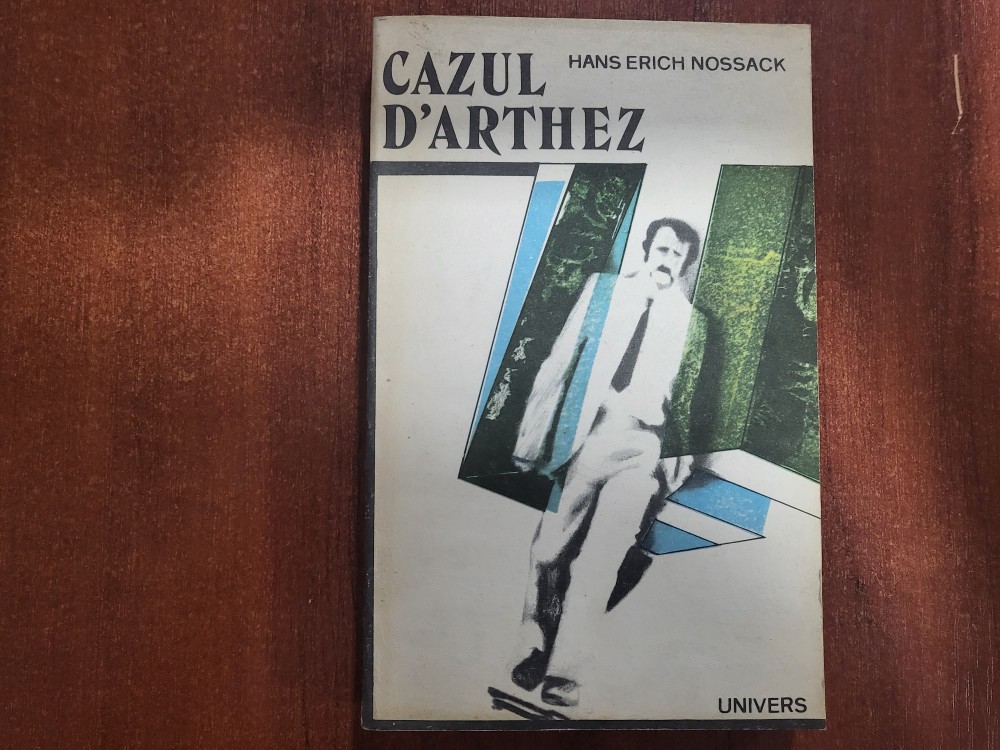 CAZUL
D'ARTHEZ
HANS ERICH NOSSACK
UNIVERS